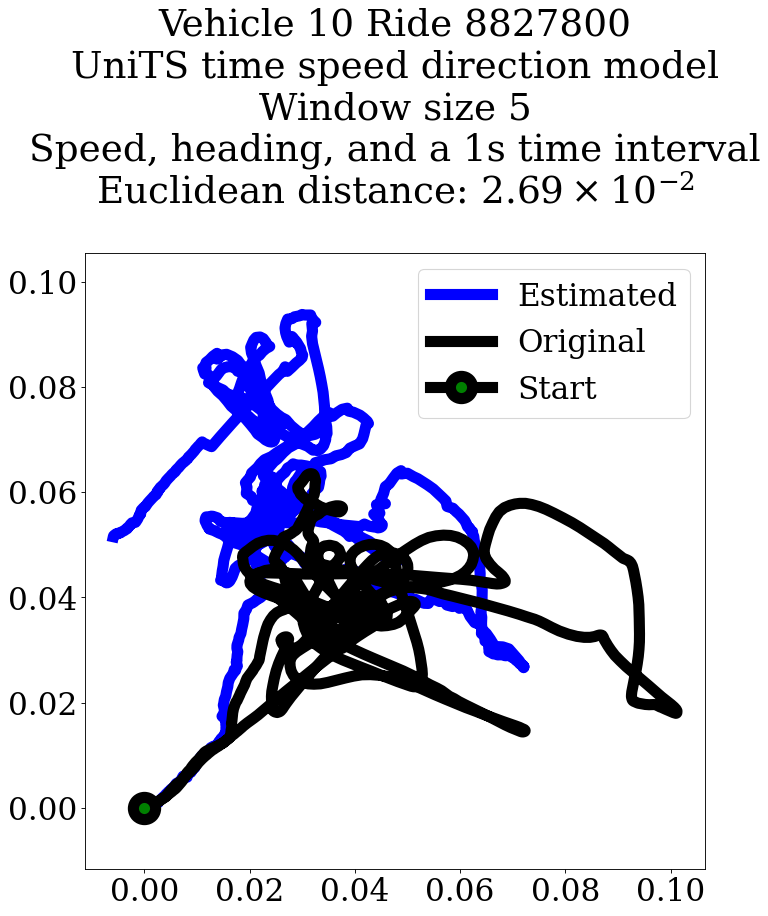 Vehicle 10 Ride 8827800
UniTS time speed direction model
Window size 5
Speed, heading, and a 1s time interval
Euclidean distance: 2.69 × 10⁻²
Estimated
Original
Start
0.10
0.08
0.06
0.04
0.02
0.00
0.00 0.02 0.04 0.06 0.08 0.10